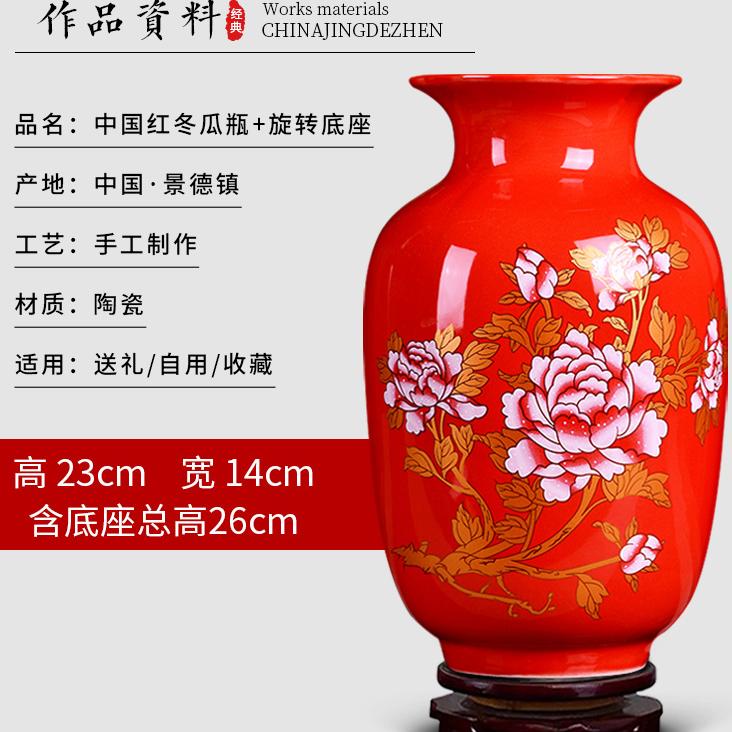 作品資料 经典
Works materials
CHINAJINGDEZHEN
品名：中国红冬瓜瓶+旋转底座
产地：中国·景德镇
工艺：手工制作
材质：陶瓷
适用：送礼/自用/收藏
高 23cm 宽 14cm
含底座总高26cm